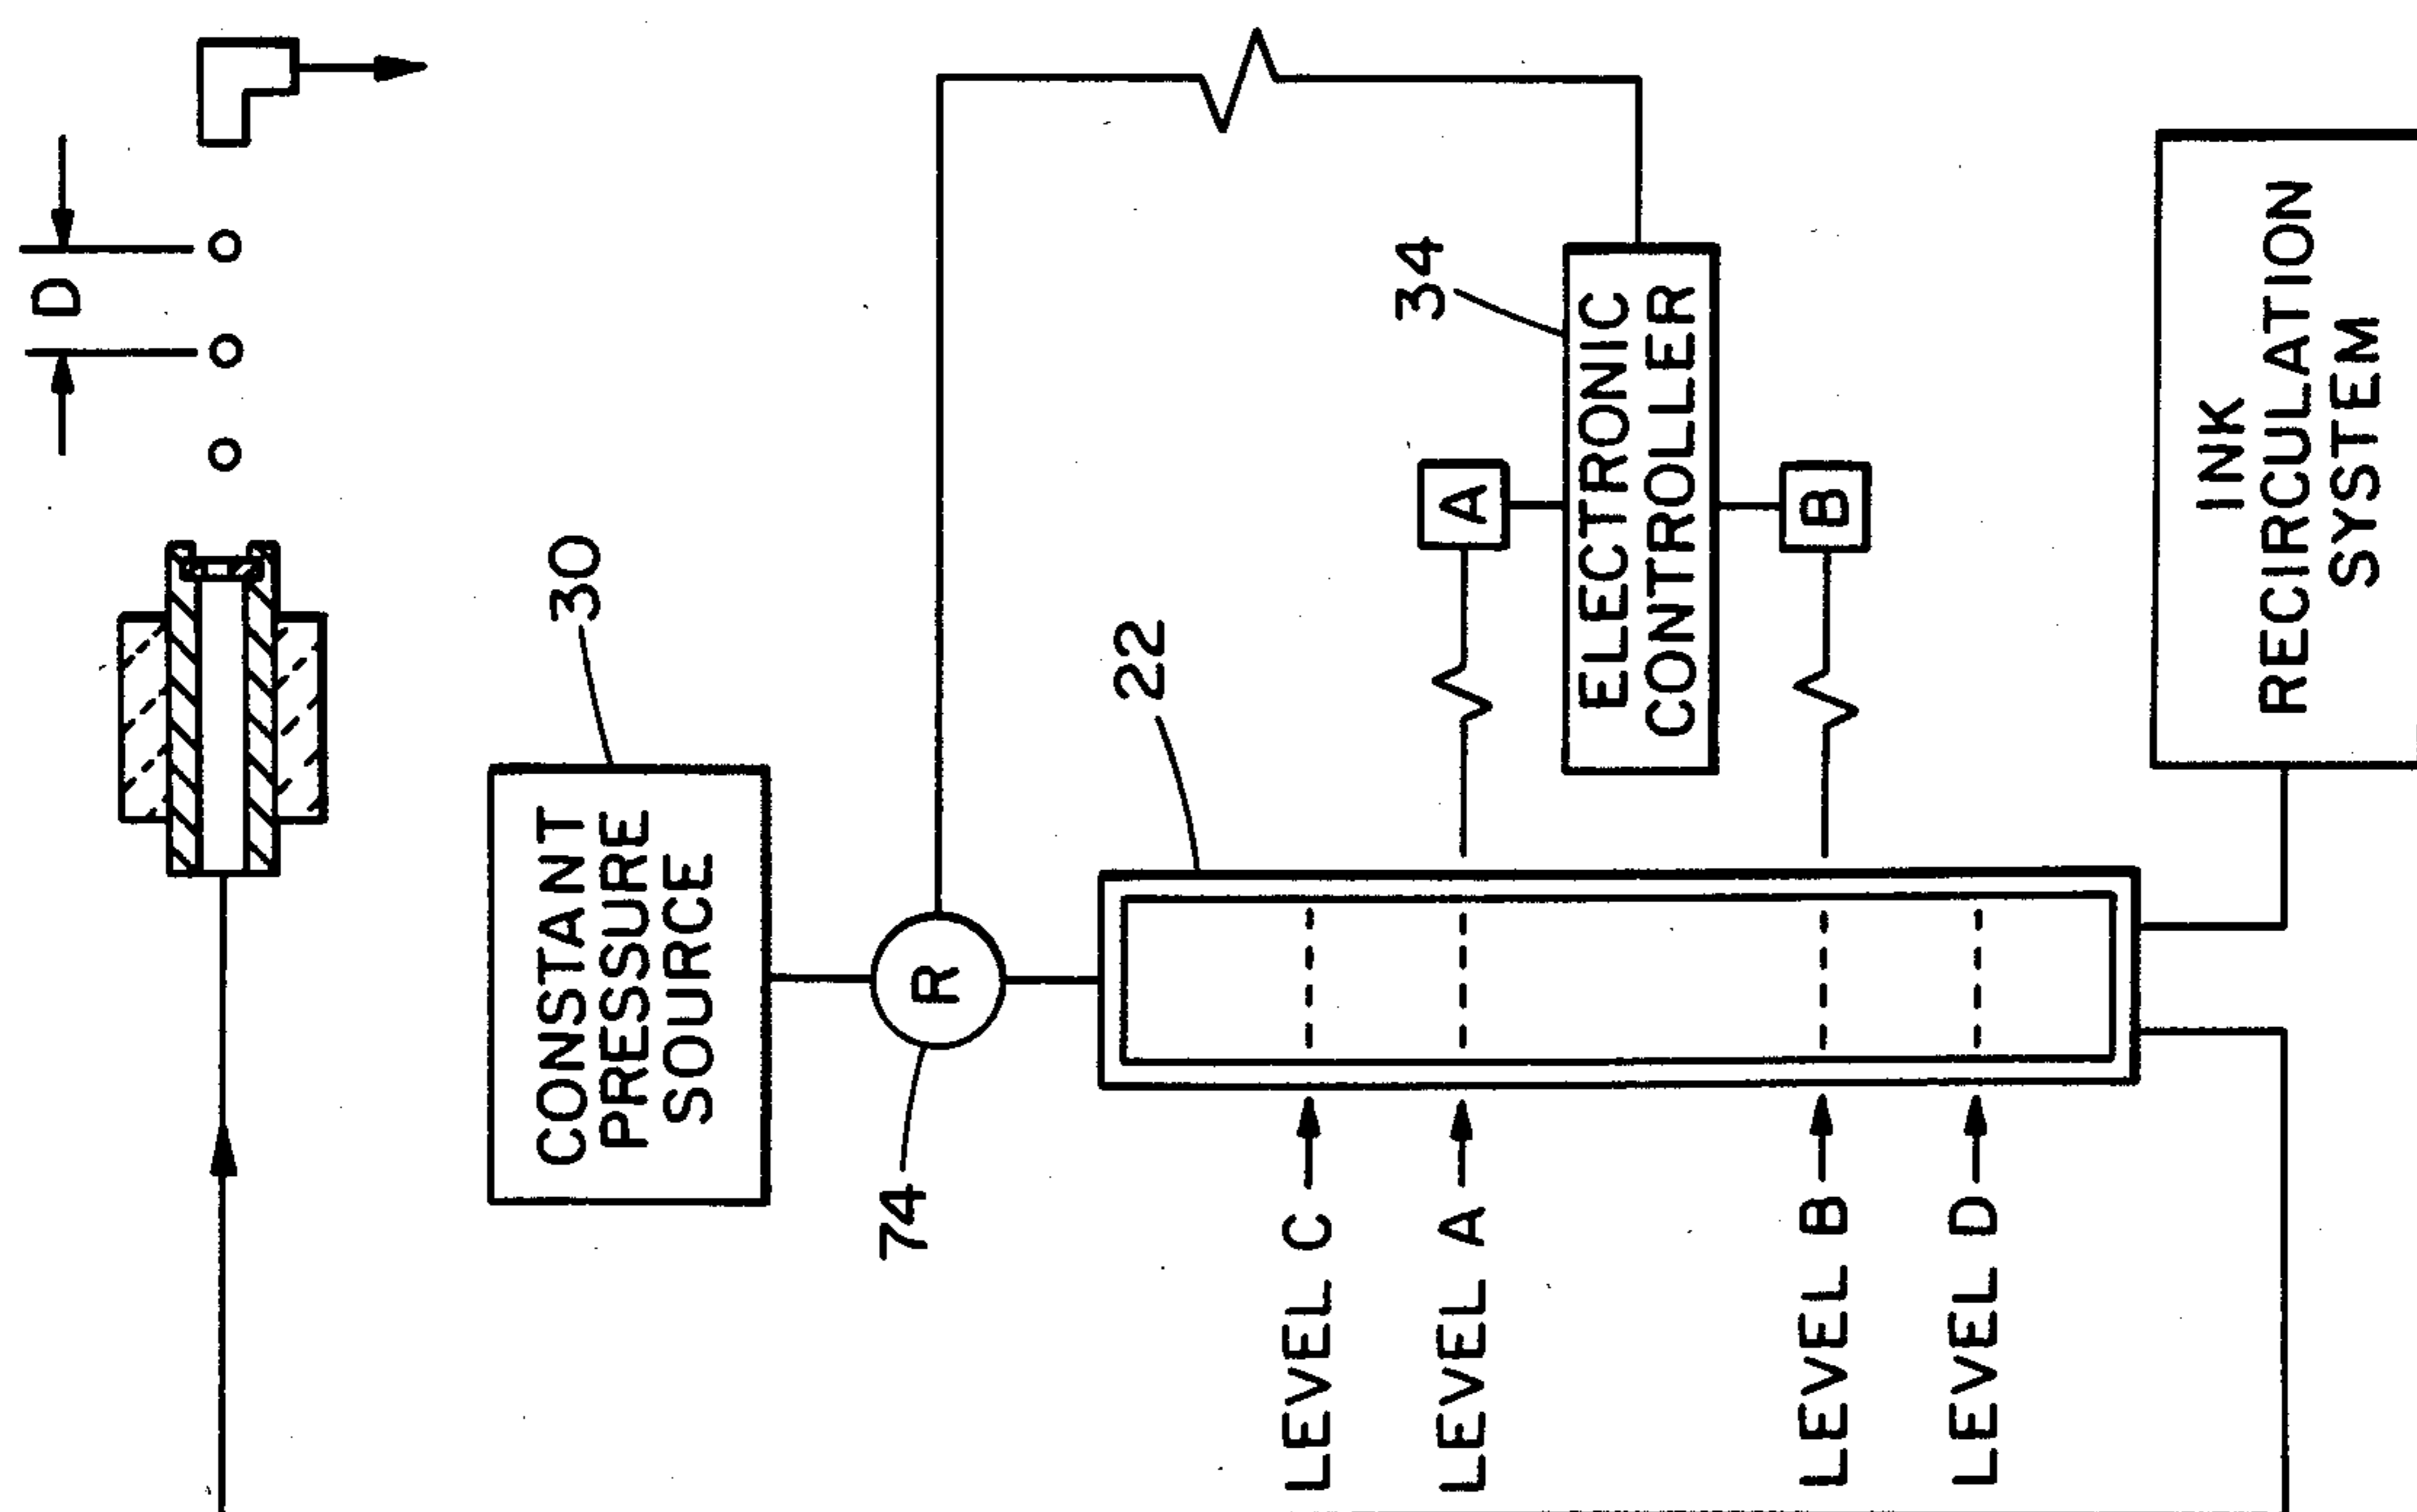 D
30
CONSTANT
PRESSURE
SOURCE
R
74
22
34
A
ELECTRONIC
CONTROLLER
B
LEVEL C
LEVEL A
LEVEL B
LEVEL D
INK
RECIRCULATION
SYSTEM